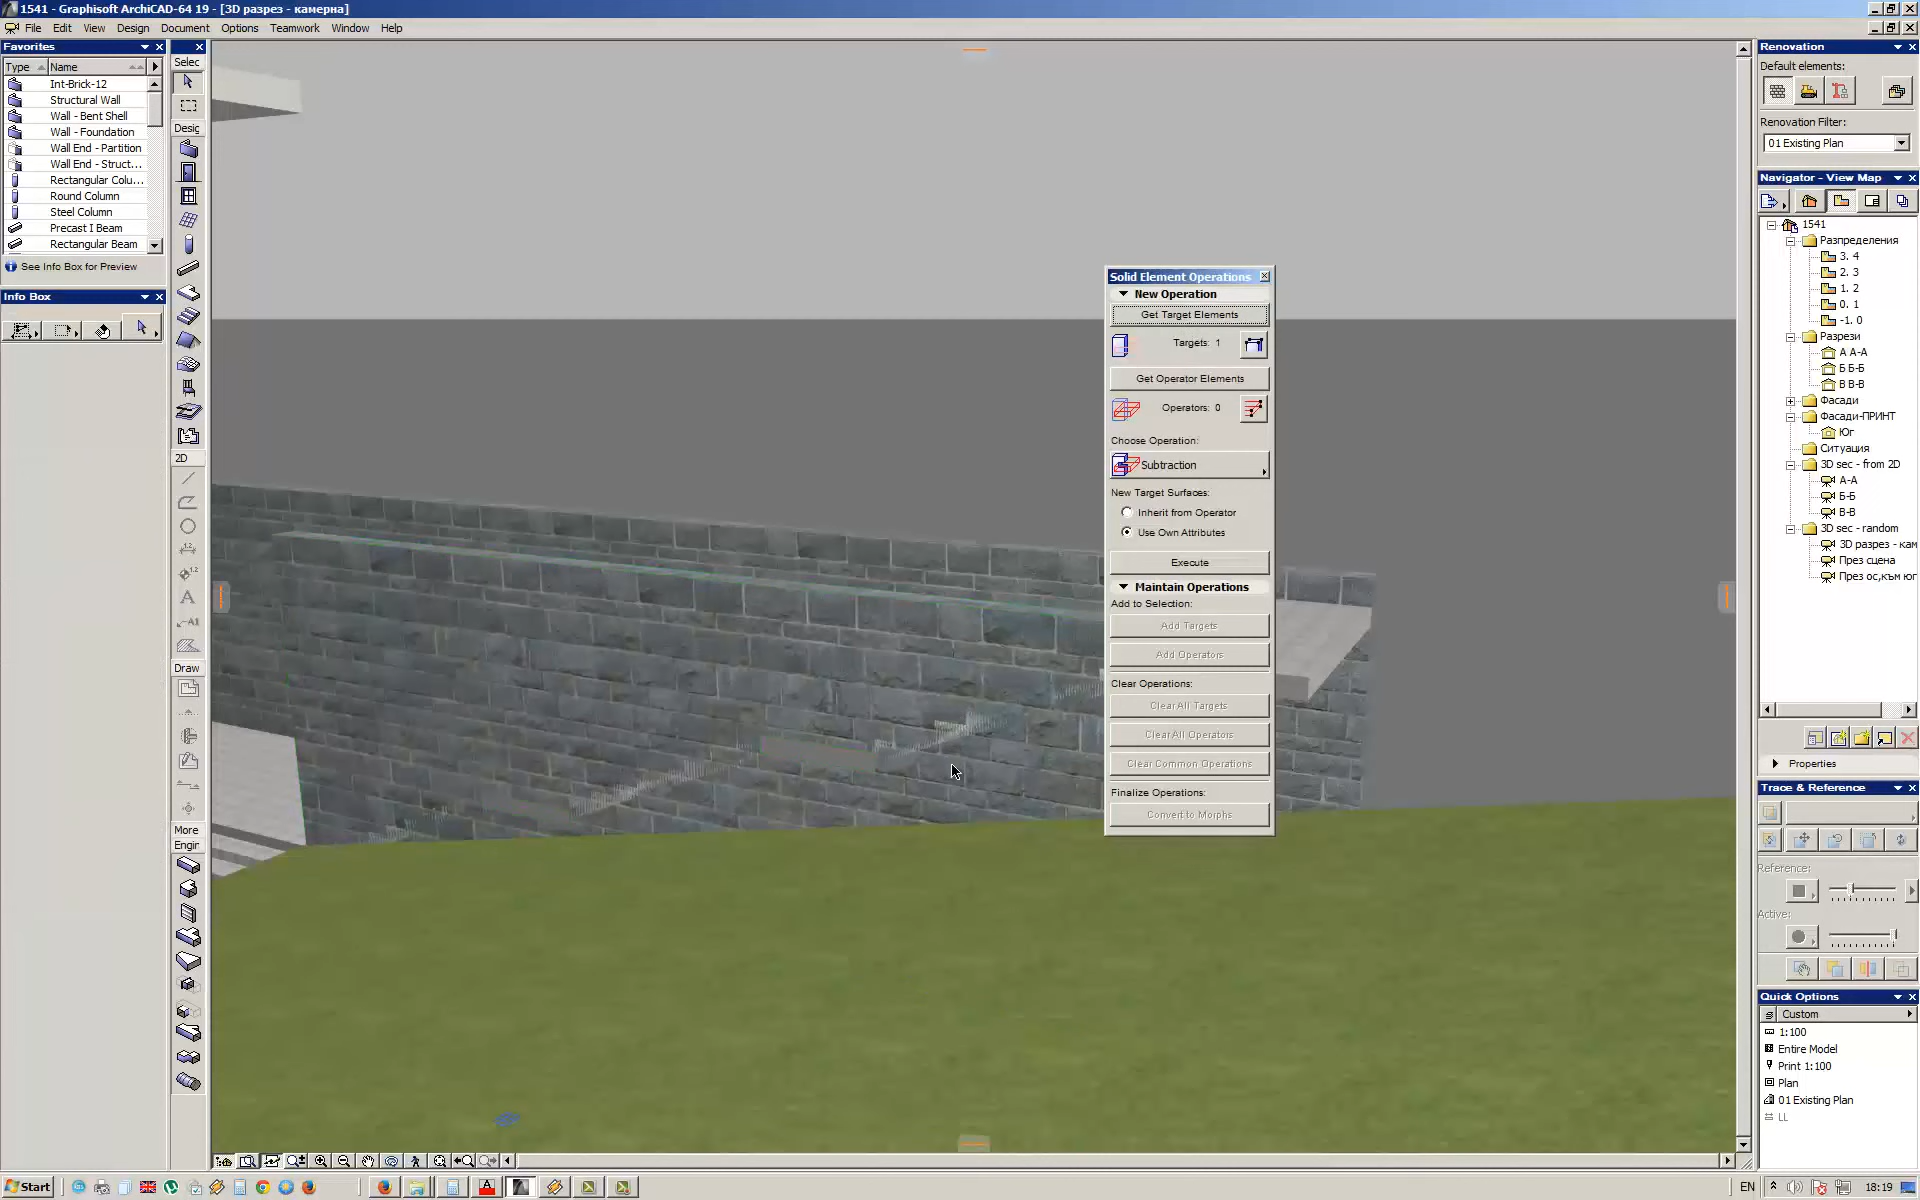 1541 - Graphisoft ArchiCAD-64 19 - [3D разрез - камерна]
File Edit View Design Document Options Teamwork Window Help
Favorites
Type Name
Int-Brick-12
Structural Wall
Wall - Bent Shell
Wall - Foundation
Wall End - Partition
Wall End - Struct...
Rectangular Colu...
Round Column
Steel Column
Precast I Beam
Rectangular Beam
See Info Box for Preview
Info Box
Selec
Desig
2D
Draw
More
Engir
Solid Element Operations
New Operation
Get Target Elements
Targets: 1
Get Operator Elements
Operators: 0
Choose Operation:
Subtraction
New Target Surfaces:
Inherit from Operator
Use Own Attributes
Execute
Maintain Operations
Add to Selection:
Add Targets
Add Operators
Clear Operations:
Clear All Targets
Clear All Operators
Clear Common Operations
Finalize Operations:
Convert to Morphs
Renovation
Default elements:
Renovation Filter:
01 Existing Plan
Navigator - View Map
1541
Разпределения
3. 4
2. 3
1. 2
0. 1
-1. 0
Разрези
А А-А
Б Б-Б
В В-В
Фасади
Фасади-ПРИНТ
Юг
Ситуация
3D sec - from 2D
А-А
Б-Б
В-В
3D sec - random
3D разрез - кам
През сцена
През ос,към юг
Properties
Trace & Reference
Reference:
Active:
Quick Options
Custom
1:100
Entire Model
Print 1:100
Plan
01 Existing Plan
LL
Start
EN 18:19